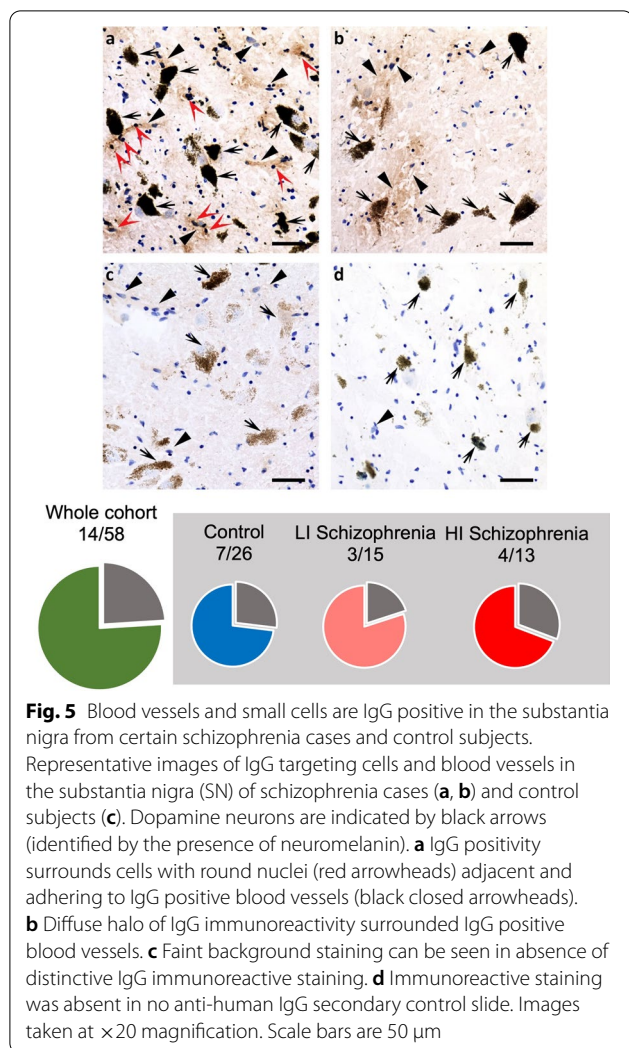 a
b
c
d
Whole cohort
14/58
Control
7/26
LI Schizophrenia
3/15
HI Schizophrenia
4/13
Fig. 5 Blood vessels and small cells are IgG positive in the substantia
nigra from certain schizophrenia cases and control subjects.
Representative images of IgG targeting cells and blood vessels in
the substantia nigra (SN) of schizophrenia cases (a, b) and control
subjects (c). Dopamine neurons are indicated by black arrows
(identified by the presence of neuromelanin). a IgG positivity
surrounds cells with round nuclei (red arrowheads) adjacent and
adhering to IgG positive blood vessels (black closed arrowheads).
b Diffuse halo of IgG immunoreactivity surrounded IgG positive
blood vessels. c Faint background staining can be seen in absence of
distinctive IgG immunoreactive staining. d Immunoreactive staining
was absent in no anti-human IgG secondary control slide. Images
taken at ×20 magnification. Scale bars are 50 μm